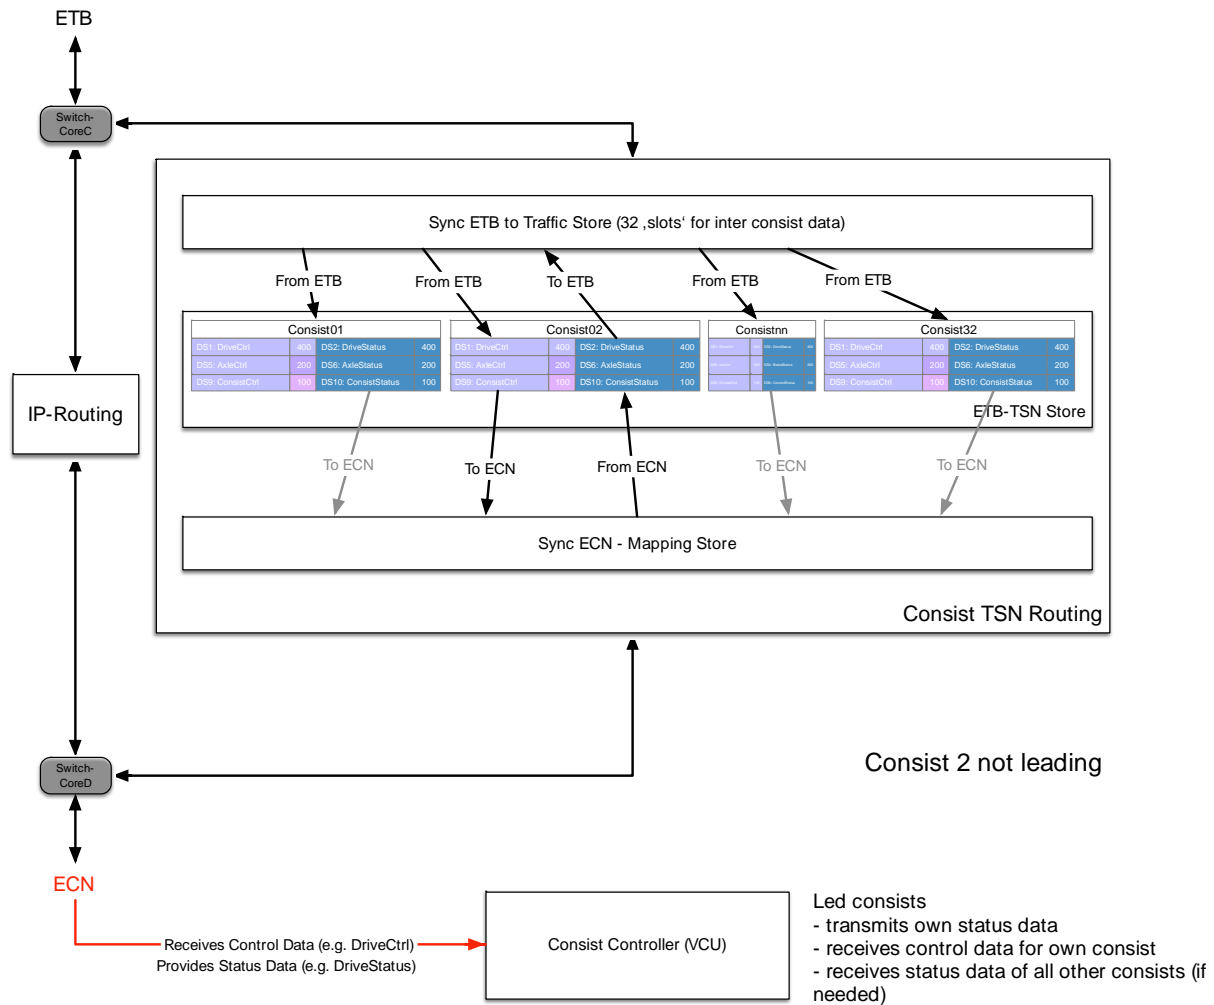 ETB
Switch-
CoreC
Sync ETB to Traffic Store (32 ‚slots‘ for inter consist data)
From ETB
From ETB
To ETB
From ETB
From ETB
Consist01
Consist02
Consistnn
Consist32
DS1: DriveCtrl 400 DS2: DriveStatus 400
DS5: AxleCtrl 200 DS6: AxleStatus 200
DS9: ConsistCtrl 100 DS10: ConsistStatus 100
DS1: DriveCtrl 400 DS2: DriveStatus 400
DS5: AxleCtrl 200 DS6: AxleStatus 200
DS9: ConsistCtrl 100 DS10: ConsistStatus 100
DS1: DriveCtrl 400 DS2: DriveStatus 400
DS5: AxleCtrl 200 DS6: AxleStatus 200
DS9: ConsistCtrl 100 DS10: ConsistStatus 100
ETB-TSN Store
IP-Routing
To ECN
To ECN
From ECN
To ECN
To ECN
Sync ECN - Mapping Store
Consist TSN Routing
Switch-
CoreD
Consist 2 not leading
ECN
Receives Control Data (e.g. DriveCtrl)
Provides Status Data (e.g. DriveStatus)
Consist Controller (VCU)
Led consists
- transmits own status data
- receives control data for own consist
- receives status data of all other consists (if
needed)